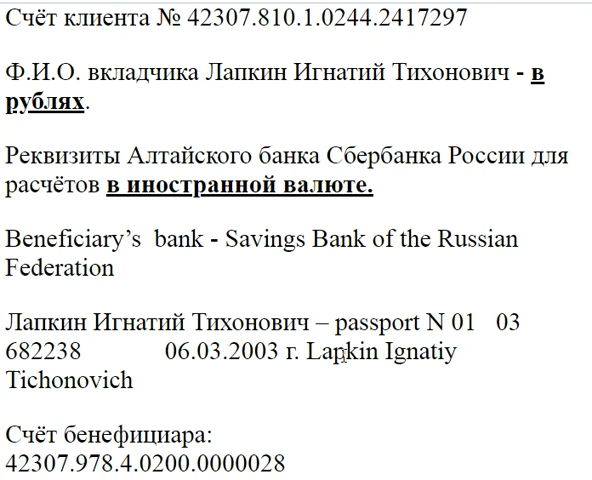 Счёт клиента № 42307.810.1.0244.2417297
Ф.И.О. вкладчика Лапкин Игнатий Тихонович - в
рублях.
Реквизиты Алтайского банка Сбербанка России для
расчётов в иностранной валюте.
Beneficiary’s bank - Savings Bank of the Russian
Federation
Лапкин Игнатий Тихонович – passport N 01 03
682238 06.03.2003 г. Lapkin Ignatiy
Tichonovich
Счёт бенефициара:
42307.978.4.0200.0000028